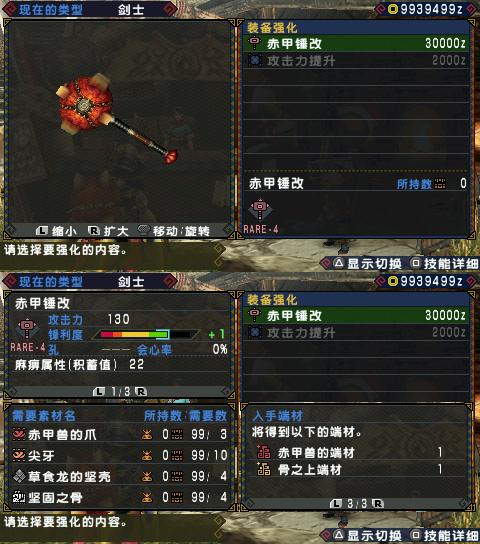 现在的类型 剑士
9939499z
装备强化
赤甲锤改 30000z
攻击力提升 2000z
赤甲锤改 所持数 0
RARE-4
L 缩小 R 扩大 移动/旋转
请选择要强化的内容。
△显示切换 □技能详细
现在的类型 剑士
9939499z
赤甲锤改
攻击力 130
RARE-4
锋利度 +1
孔 --- 会心率 0%
麻痹属性(积蓄值) 22
L 1/3 R
装备强化
赤甲锤改 30000z
攻击力提升 2000z
需要素材名 所持数/需要数
赤甲兽的爪 0 99/ 3
尖牙 0 99/10
草食龙的坚壳 0 99/ 4
坚固之骨 0 99/ 4
入手端材
将得到以下的端材。
赤甲兽的端材 1
骨之上端材 1
L 3/3 R
请选择要强化的内容。
△显示切换 □技能详细